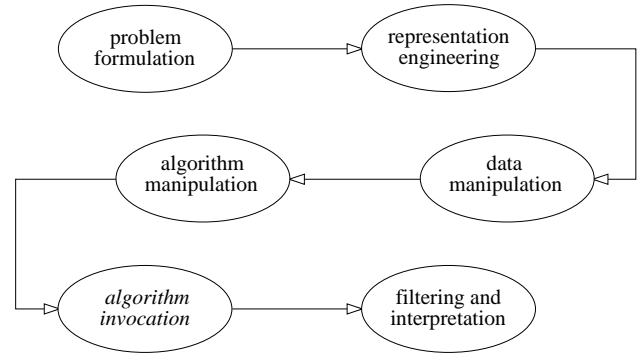 problem
formulation
representation
engineering
data
manipulation
algorithm
manipulation
algorithm
invocation
filtering and
interpretation